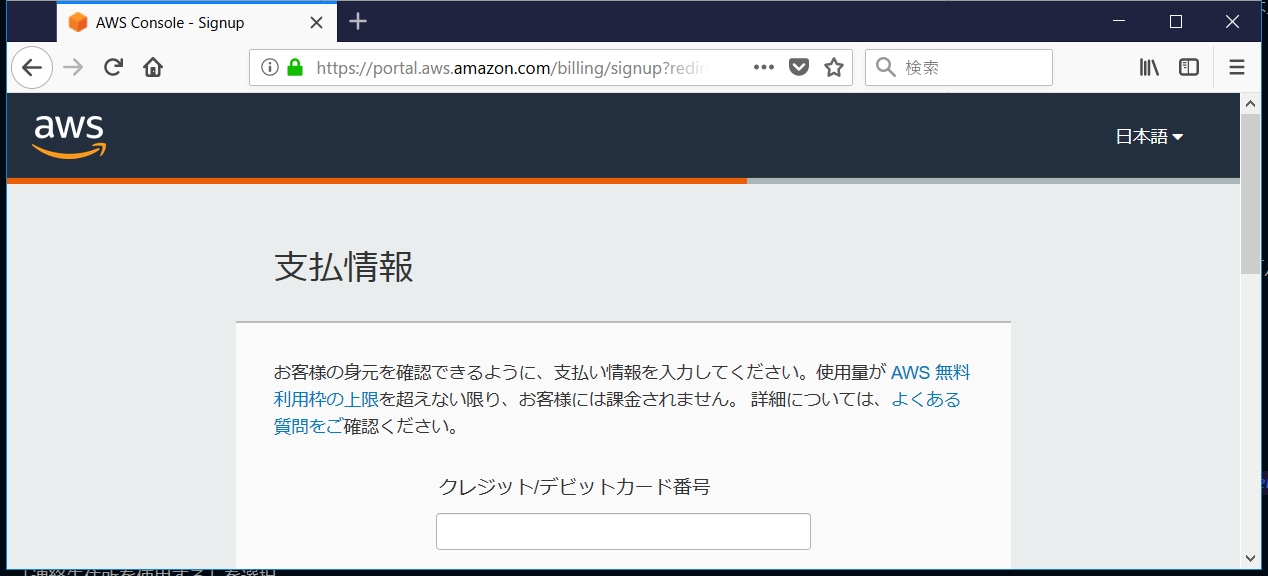 AWS Console - Signup
https://portal.aws.amazon.com/billing/signup?redir
検索
aws
日本語
支払情報
お客様の身元を確認できるように、支払い情報を入力してください。使用量が AWS 無料
利用枠の上限を超えない限り、お客様には課金されません。 詳細については、よくある
質問をご確認ください。
クレジット/デビットカード番号